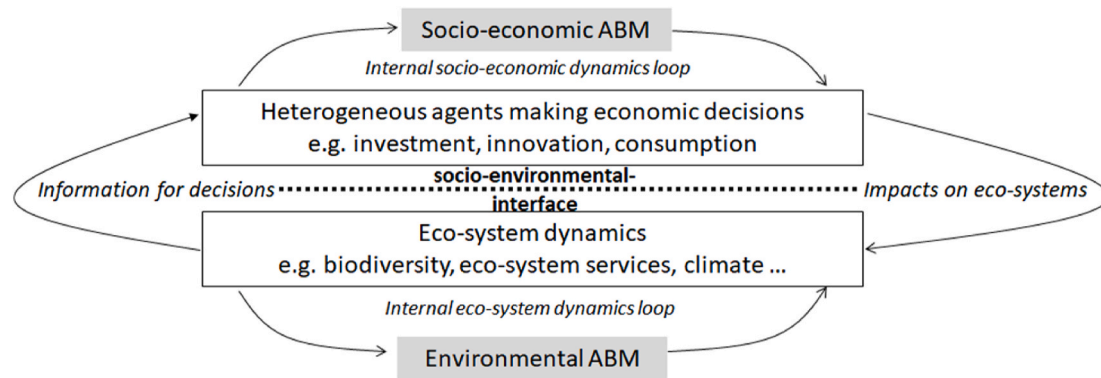 Socio-economic ABM
Internal socio-economic dynamics loop
Heterogeneous agents making economic decisions
e.g. investment, innovation, consumption
Information for decisions
socio-environmental-
interface
Impacts on eco-systems
Eco-system dynamics
e.g. biodiversity, eco-system services, climate ...
Internal eco-system dynamics loop
Environmental ABM